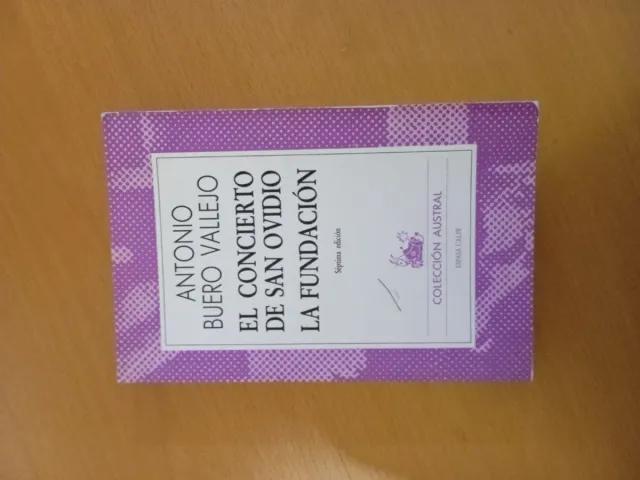 ANTONIO
BUERO VALLEJO
EL CONCIERTO
DE SAN OVIDIO
LA FUNDACIÓN
Séptima edición
COLECCIÓN AUSTRAL
ESPASA CALPE